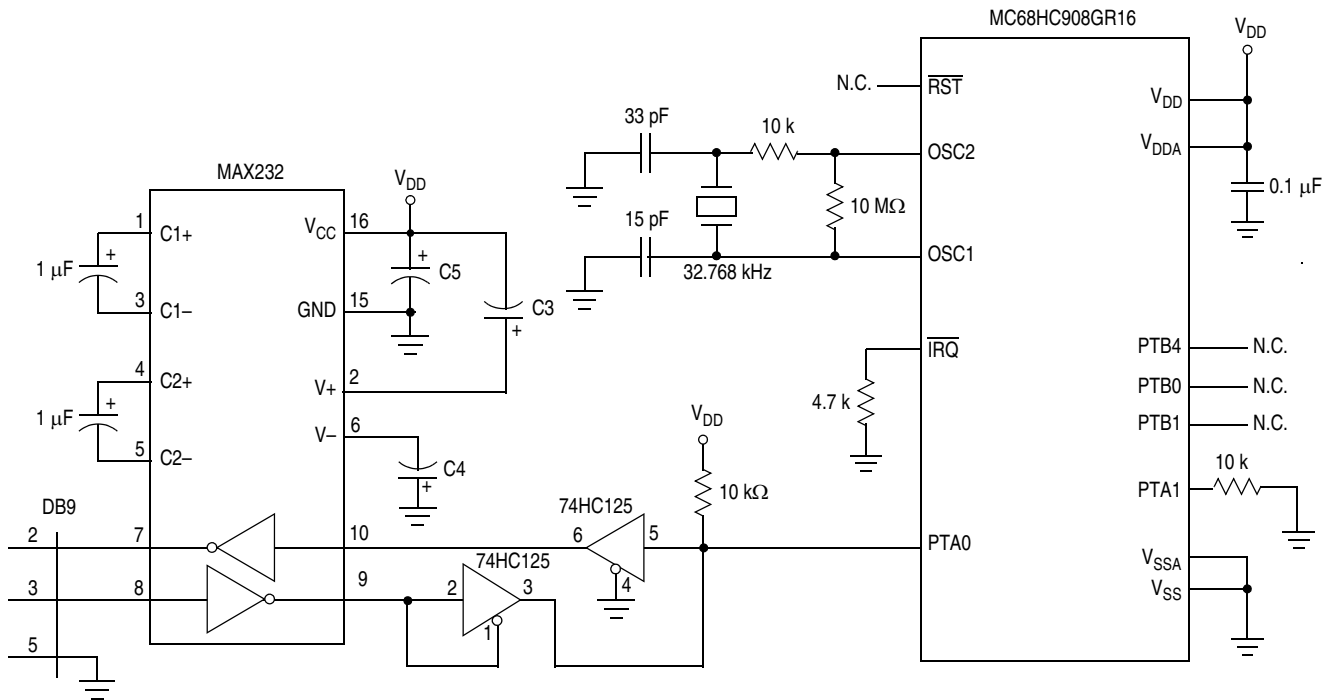 MC68HC908GR16
VDD
N.C.
RST
VDD
33 pF
10 k
OSC2
VDDA
MAX232
VDD
10 MΩ
0.1 µF
1
C1+
VCC
16
15 pF
1 µF
+
+
C5
OSC1
32.768 kHz
3
C1–
GND
15
C3
+
IRQ
PTB4
N.C.
4
C2+
V+
2
PTB0
N.C.
1 µF
+
4.7 k
VDD
PTB1
N.C.
V–
6
5
C2–
C4
+
10 k
PTA1
10 kΩ
DB9
74HC125
2
7
10
6
5
PTA0
4
74HC125
VSSA
3
8
9
2
3
VSS
1
5